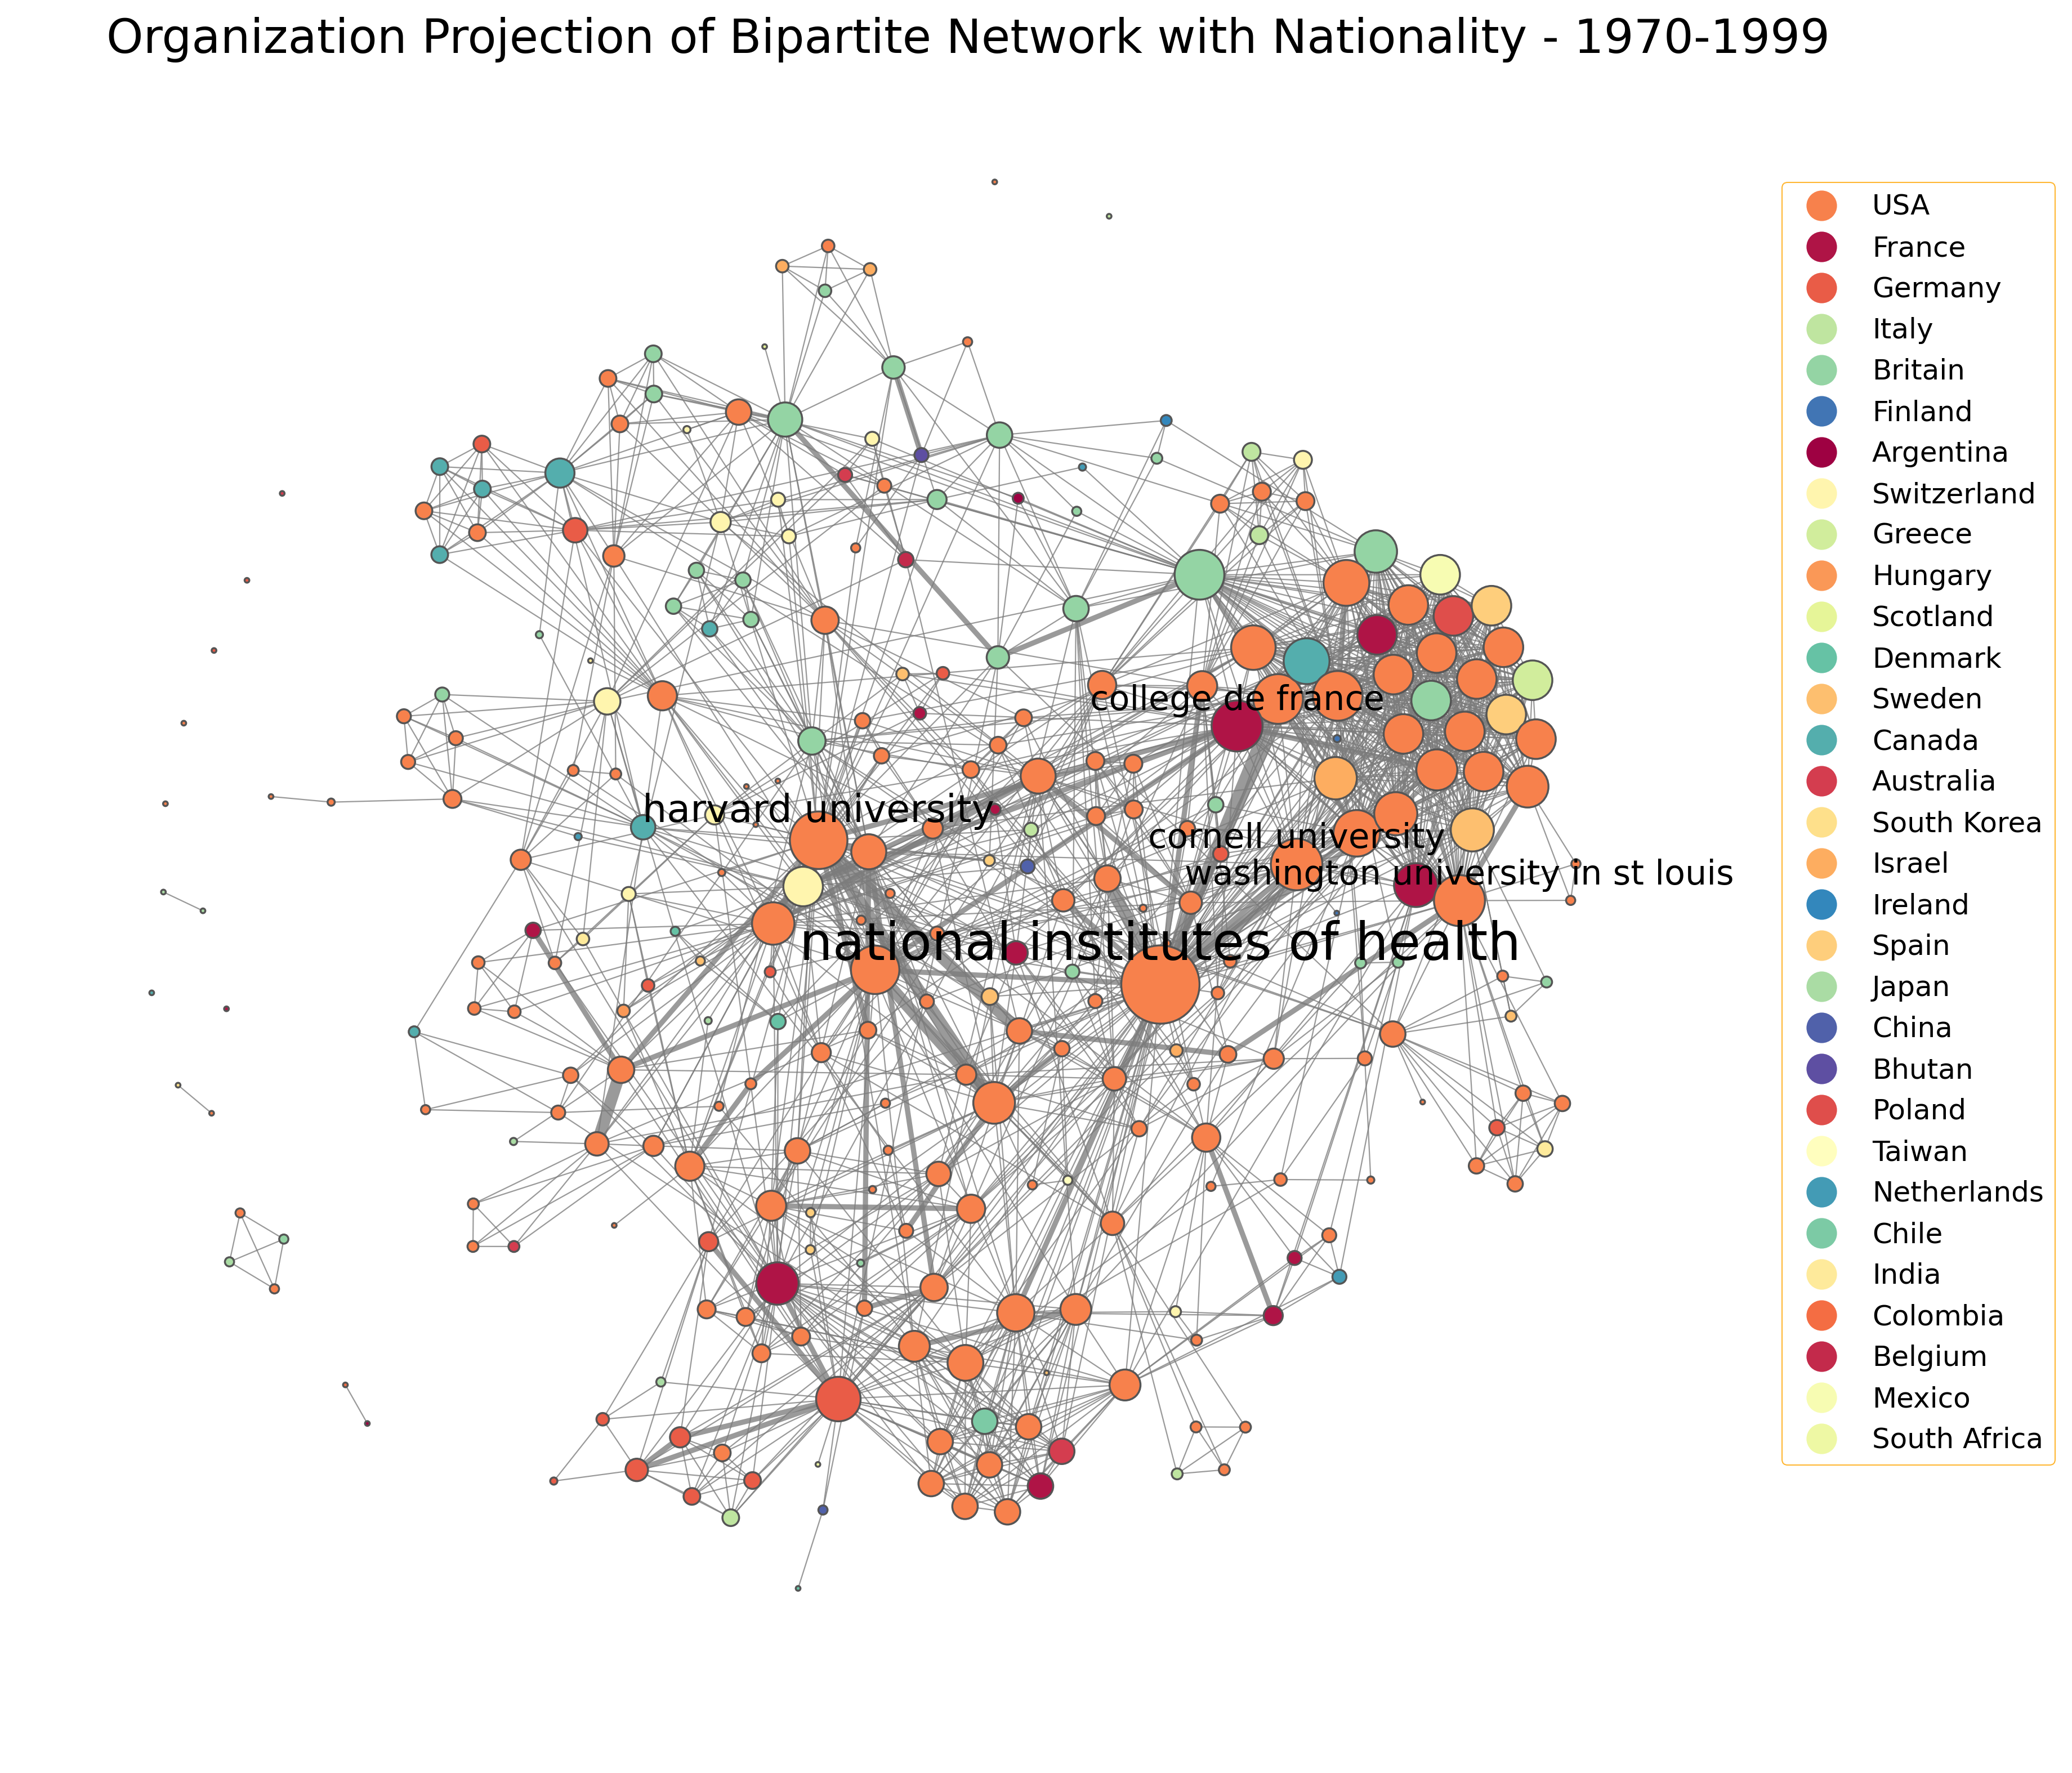 Organization Projection of Bipartite Network with Nationality - 1970-1999
USA
France
Germany
Italy
Britain
Finland
Argentina
Switzerland
Greece
Hungary
Scotland
Denmark
Sweden
Canada
Australia
South Korea
Israel
Ireland
Spain
Japan
China
Bhutan
Poland
Taiwan
Netherlands
Chile
India
Colombia
Belgium
Mexico
South Africa
college de france
harvard university
cornell university
washington university in st louis
national institutes of health